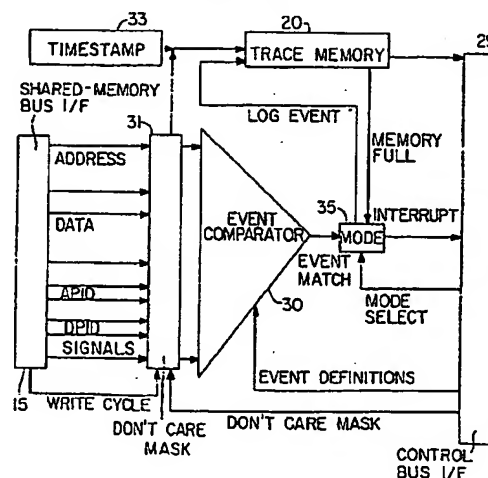 33
TIMESTAMP
20
TRACE MEMORY
29
SHARED-MEMORY
BUS I/F
31
LOG EVENT
MEMORY
FULL
ADDRESS
DATA
EVENT
COMPARATOR
35
MODE
INTERRUPT
EVENT
MATCH
MODE
SELECT
30
APID
DPID
SIGNALS
15
WRITE CYCLE
EVENT DEFINITIONS
DON'T CARE
MASK
DON'T CARE MASK
CONTROL
BUS I/F